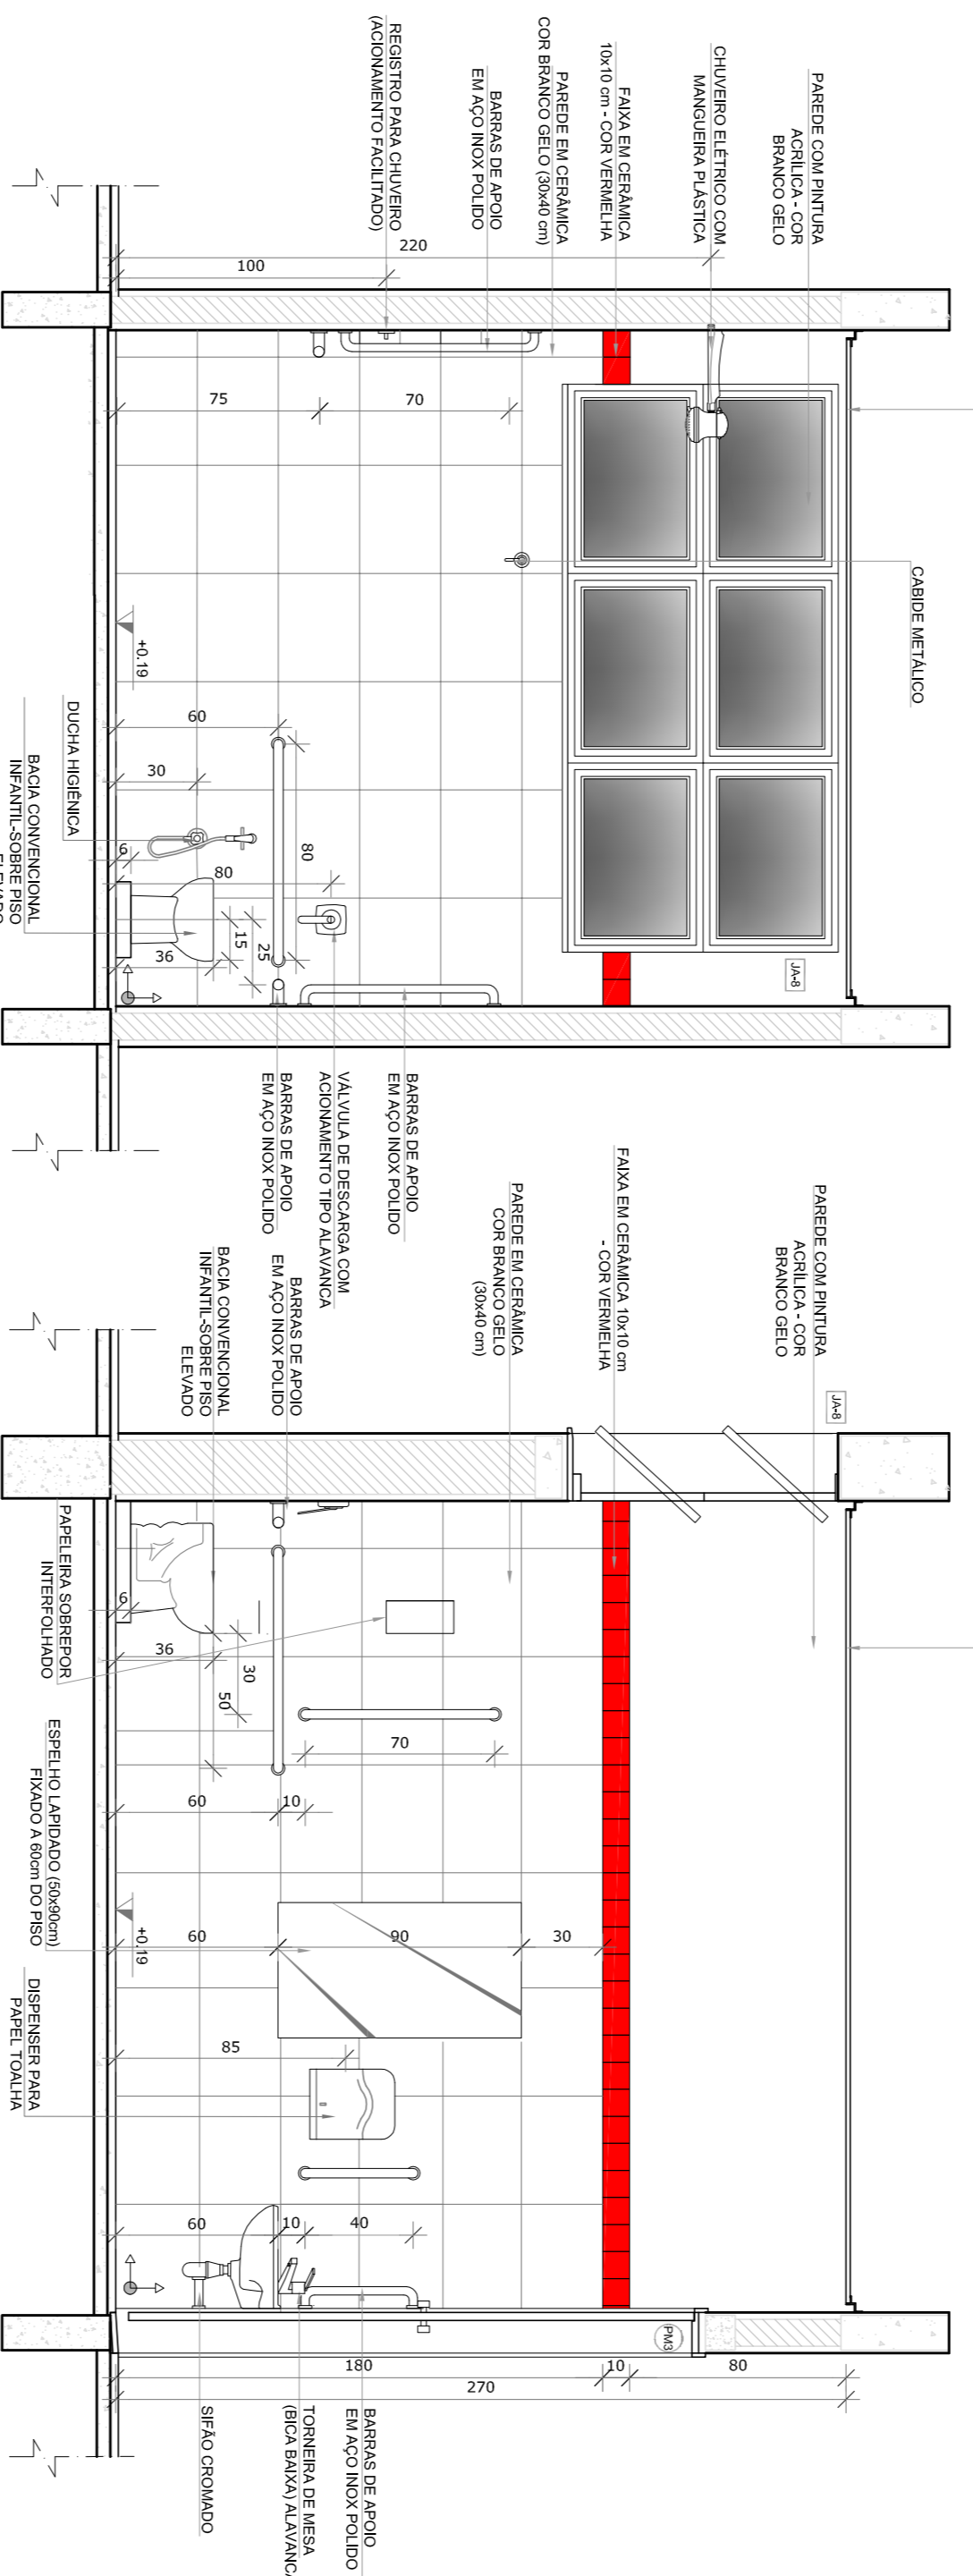 PAREDE COM PINTURA
ACRÍLICA - COR
BRANCO GELO
CHUVEIRO ELÉTRICO COM
MANGUEIRA PLÁSTICA
FAIXA EM CERÂMICA
10x10 cm - COR VERMELHA
PAREDE EM CERÂMICA
COR BRANCO GELO (30x40 cm)
BARRAS DE APOIO
EM AÇO INOX POLIDO
REGISTRO PARA CHUVEIRO
(ACIONAMENTO FACILITADO)
220
100
75
70
CABIDE METÁLICO
+0.19
60
30
6
80
80
15
25
36
JA-8
DUCHA HIGIÊNICA
BACIA CONVENCIONAL
INFANTIL-SOBRE PISO
ELEVADO
BARRAS DE APOIO
EM AÇO INOX POLIDO
VÁLVULA DE DESCARGA COM
ACIONAMENTO TIPO ALAVANCA
BARRAS DE APOIO
EM AÇO INOX POLIDO
PAREDE COM PINTURA
ACRÍLICA - COR
BRANCO GELO
FAIXA EM CERÂMICA 10x10 cm
- COR VERMELHA
PAREDE EM CERÂMICA
COR BRANCO GELO
(30x40 cm)
BARRAS DE APOIO
EM AÇO INOX POLIDO
BACIA CONVENCIONAL
INFANTIL-SOBRE PISO
ELEVADO
JA-8
6
36
30
50
70
60
10
PAPELEIRA SOBREPOR
INTERFOLHADO
ESPELHO LAPIDADO (50x90cm)
FIXADO A 60cm DO PISO
+0.19
60
90
30
85
DISPENSER PARA
PAPEL TOALHA
60
10
40
PM3
180
10
80
270
BARRAS DE APOIO
EM AÇO INOX POLIDO
TORNEIRA DE MESA
(BICA BAIXA) ALAVANCA
SIFÃO CROMADO